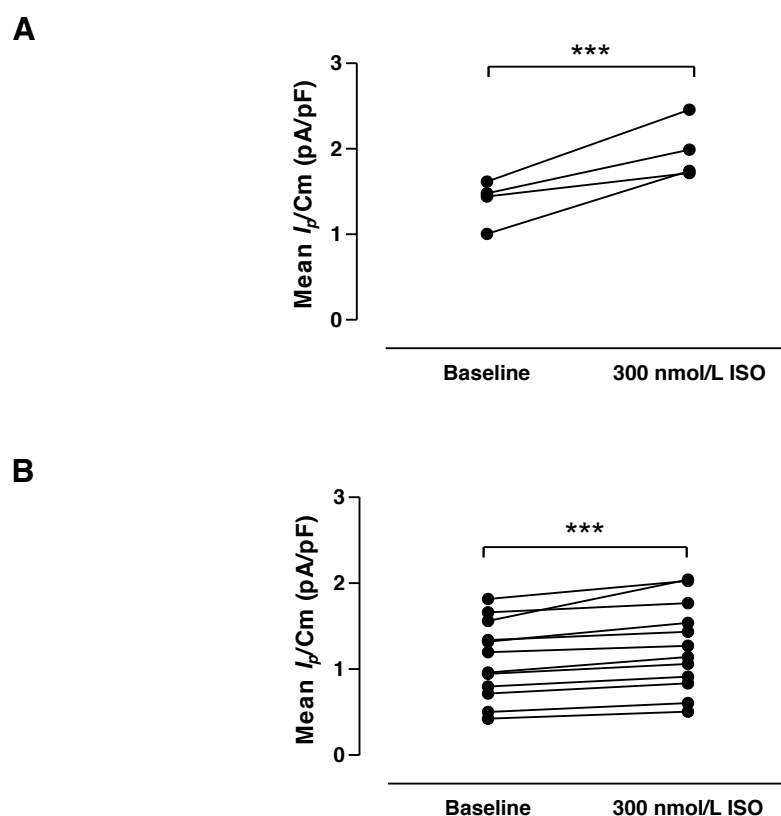 A
***
3
2
1
0
Mean Ip/Cm (pA/pF)
Baseline 300 nmol/L ISO
B
***
3
2
1
0
Mean Ip/Cm (pA/pF)
Baseline 300 nmol/L ISO